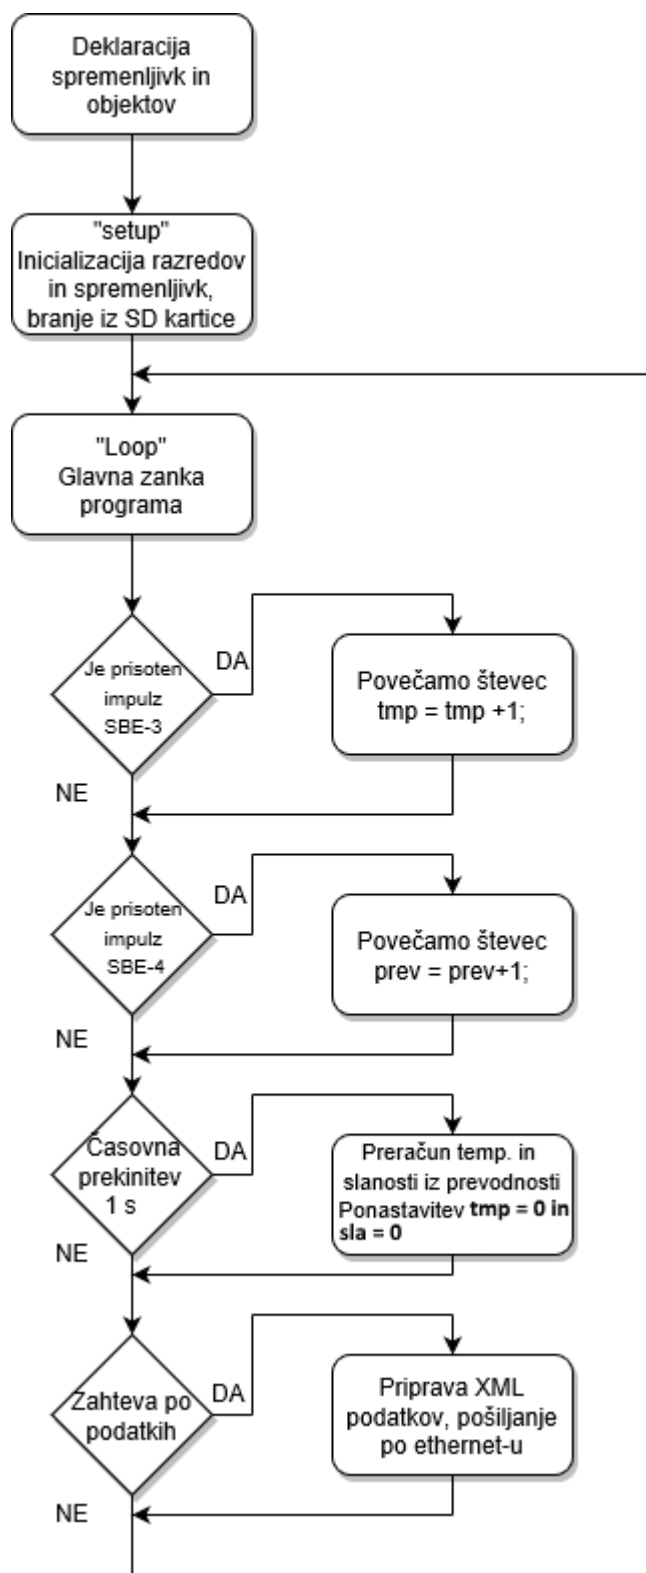 Deklaracija
spremenljivk in
objektov
"setup"
Inicializacija razredov
in spremenljivk,
branje iz SD kartice
"Loop"
Glavna zanka
programa
Je prisoten
impulz
SBE-3
DA
Povečamo števec
tmp = tmp +1;
NE
Je prisoten
impulz
SBE-4
DA
Povečamo števec
prev = prev+1;
NE
Časovna
prekinitev
1 s
DA
Preračun temp. in
slanosti iz prevodnosti
Ponastavitev tmp = 0 in
sla = 0
NE
Zahteva po
podatkih
DA
Priprava XML
podatkov, pošiljanje
po ethernet-u
NE